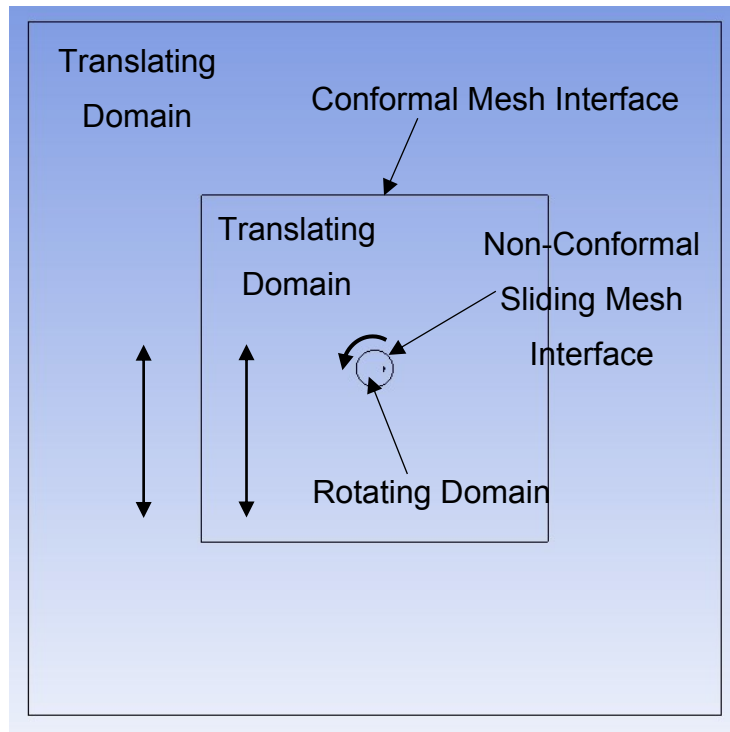 Translating
Domain
Conformal Mesh Interface
Translating
Domain
Non-Conformal
Sliding Mesh
Interface
Rotating Domain